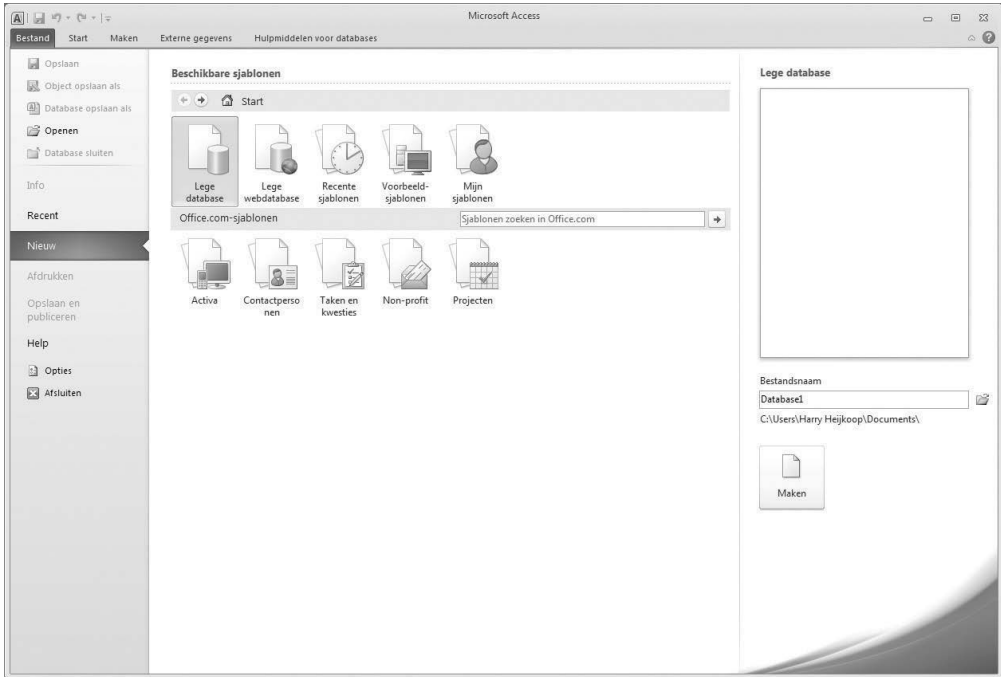 Microsoft Access
Bestand Start Maken Externe gegevens Hulpmiddelen voor databases
Opslaan
Object opslaan als
Database opslaan als
Openen
Database sluiten
Info
Recent
Nieuw
Afdrukken
Opslaan en
publiceren
Help
Opties
Afsluiten
Beschikbare sjablonen
Start
Lege
database
Lege
webdatabase
Recente
sjablonen
Voorbeeld-
sjablonen
Mijn
sjablonen
Office.com-sjablonen
Sjablonen zoeken in Office.com
Activa
Contactperso
nen
Taken en
kwesties
Non-profit
Projecten
Lege database
Bestandsnaam
Database1
C:\Users\Harry Heijkoop\Documents\
Maken